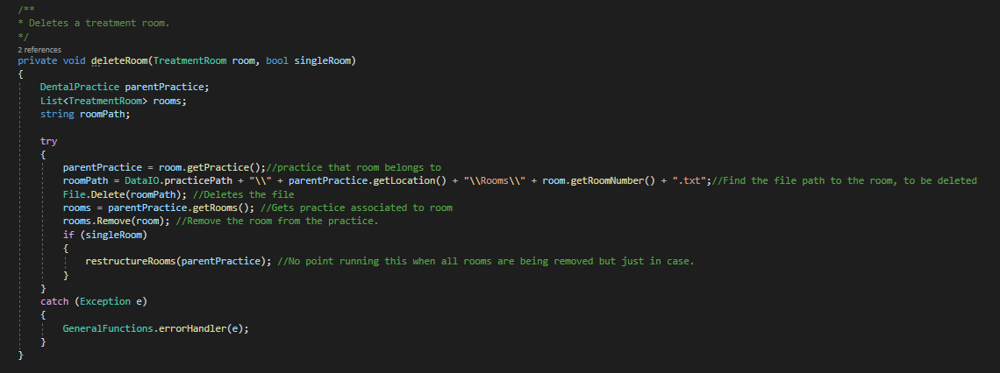 /**
* Deletes a treatment room.
*/
2 references
private void deleteRoom(TreatmentRoom room, bool singleRoom)
{
    DentalPractice parentPractice;
    List<TreatmentRoom> rooms;
    string roomPath;

    try
    {
        parentPractice = room.getPractice();//practice that room belongs to
        roomPath = DataIO.practicePath + "\\" + parentPractice.getLocation() + "\\Rooms\\" + room.getRoomNumber() + ".txt";//Find the file path to the room, to be deleted
        File.Delete(roomPath); //Deletes the file
        rooms = parentPractice.getRooms(); //Gets practice associated to room
        rooms.Remove(room); //Remove the room from the practice.
        if (singleRoom)
        {
            restructureRooms(parentPractice); //No point running this when all rooms are being removed but just in case.
        }
    }
    catch (Exception e)
    {
        GeneralFunctions.errorHandler(e);
    }
}